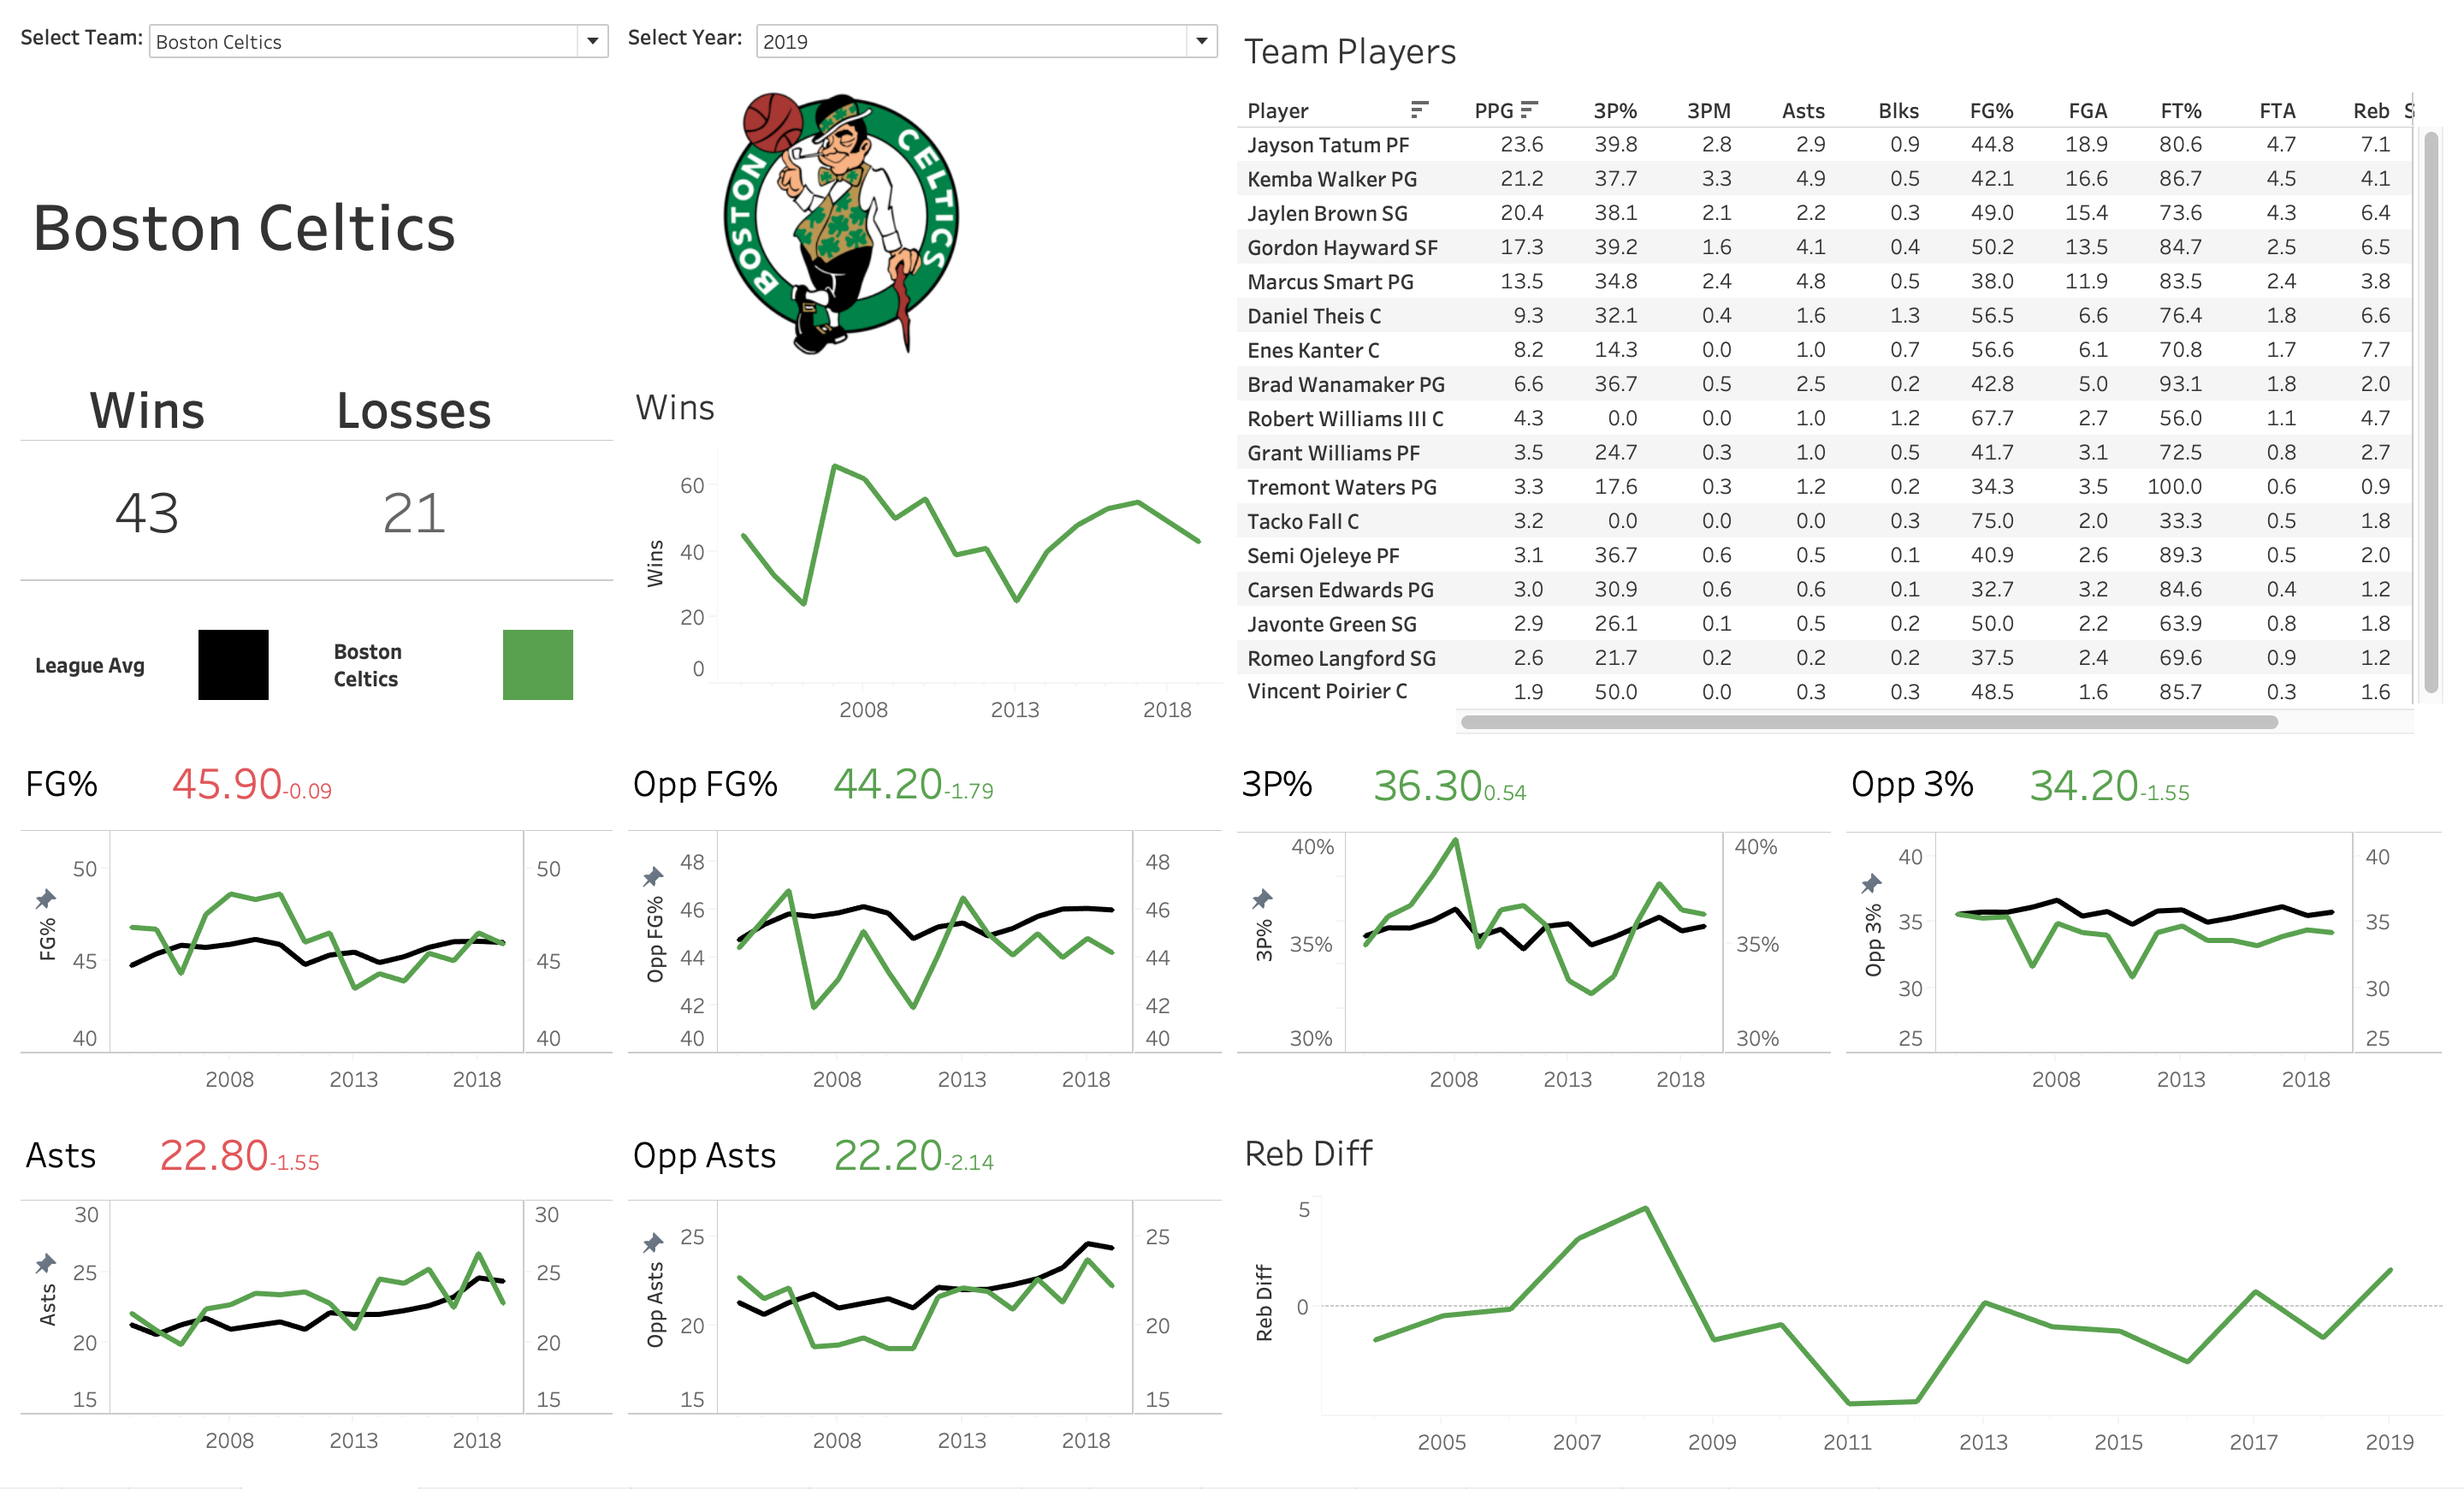 Select Team: Boston Celtics
Select Year: 2019
Boston Celtics
BOSTON CELTICS
Wins Losses
43 21
League Avg
Boston
Celtics
Wins
Wins
60
40
20
0
2008 2013 2018
Team Players
Player PPG 3P% 3PM Asts Blks FG% FGA FT% FTA Reb S
Jayson Tatum PF 23.6 39.8 2.8 2.9 0.9 44.8 18.9 80.6 4.7 7.1
Kemba Walker PG 21.2 37.7 3.3 4.9 0.5 42.1 16.6 86.7 4.5 4.1
Jaylen Brown SG 20.4 38.1 2.1 2.2 0.3 49.0 15.4 73.6 4.3 6.4
Gordon Hayward SF 17.3 39.2 1.6 4.1 0.4 50.2 13.5 84.7 2.5 6.5
Marcus Smart PG 13.5 34.8 2.4 4.8 0.5 38.0 11.9 83.5 2.4 3.8
Daniel Theis C 9.3 32.1 0.4 1.6 1.3 56.5 6.6 76.4 1.8 6.6
Enes Kanter C 8.2 14.3 0.0 1.0 0.7 56.6 6.1 70.8 1.7 7.7
Brad Wanamaker PG 6.6 36.7 0.5 2.5 0.2 42.8 5.0 93.1 1.8 2.0
Robert Williams III C 4.3 0.0 0.0 1.0 1.2 67.7 2.7 56.0 1.1 4.7
Grant Williams PF 3.5 24.7 0.3 1.0 0.5 41.7 3.1 72.5 0.8 2.7
Tremont Waters PG 3.3 17.6 0.3 1.2 0.2 34.3 3.5 100.0 0.6 0.9
Tacko Fall C 3.2 0.0 0.0 0.0 0.3 75.0 2.0 33.3 0.5 1.8
Semi Ojeleye PF 3.1 36.7 0.6 0.5 0.1 40.9 2.6 89.3 0.5 2.0
Carsen Edwards PG 3.0 30.9 0.6 0.6 0.1 32.7 3.2 84.6 0.4 1.2
Javonte Green SG 2.9 26.1 0.1 0.5 0.2 50.0 2.2 63.9 0.8 1.8
Romeo Langford SG 2.6 21.7 0.2 0.2 0.2 37.5 2.4 69.6 0.9 1.2
Vincent Poirier C 1.9 50.0 0.0 0.3 0.3 48.5 1.6 85.7 0.3 1.6
FG% 45.90-0.09
FG%
50 50
45 45
40 40
2008 2013 2018
Opp FG% 44.20-1.79
Opp FG%
48 48
46 46
44 44
42 42
40 40
2008 2013 2018
3P% 36.300.54
3P%
40% 40%
35% 35%
30% 30%
2008 2013 2018
Opp 3% 34.20-1.55
Opp 3%
40 40
35 35
30 30
25 25
2008 2013 2018
Asts 22.80-1.55
Asts
30 30
25 25
20 20
15 15
2008 2013 2018
Opp Asts 22.20-2.14
Opp Asts
25 25
20 20
15 15
2008 2013 2018
Reb Diff
Reb Diff
5
0
2005 2007 2009 2011 2013 2015 2017 2019